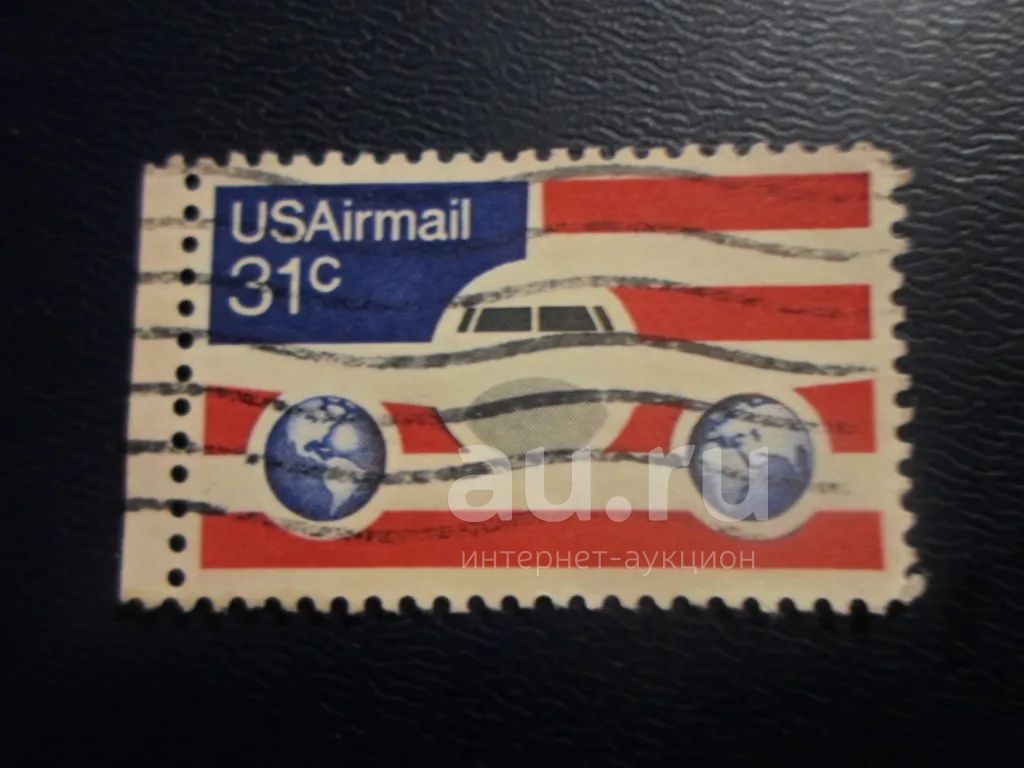 USAirmail
31c
au.ru
интернет-аукцион